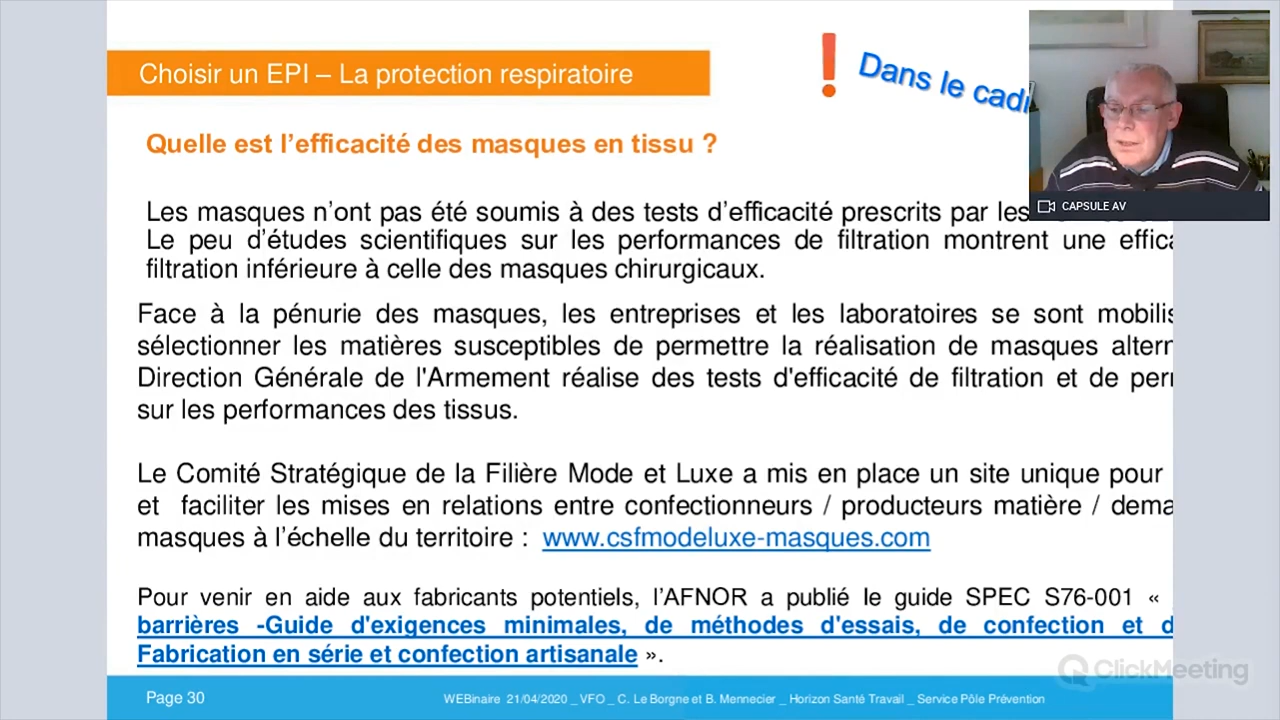 Choisir un EPI – La protection respiratoire
Dans le
Quelle est l’efficacité des masques en tissu ?
CAPSULE AV
Les masques n’ont pas été soumis à des tests d’efficacité prescrits par les
Le peu d’études scientifiques sur les performances de filtration montrent une
filtration inférieure à celle des masques chirurgicaux.
Face à la pénurie des masques, les entreprises et les laboratoires se sont
sélectionner les matières susceptibles de permettre la réalisation de masques
Direction Générale de l'Armement réalise des tests d'efficacité de filtration et de
sur les performances des tissus.
Le Comité Stratégique de la Filière Mode et Luxe a mis en place un site unique pour
et faciliter les mises en relations entre confectionneurs / producteurs matière /
masques à l’échelle du territoire : www.csfmodeluxe-masques.com
Pour venir en aide aux fabricants potentiels, l’AFNOR a publié le guide SPEC S76-001 «
barrières -Guide d'exigences minimales, de méthodes d'essais, de confection et
Fabrication en série et confection artisanale ».
ClickMeeting
Page 30
WEBinaire 21/04/2020 _ VFO _ C. Le Borgne et B. Mennecier _ Horizon Santé Travail _ Service Pôle Prévention